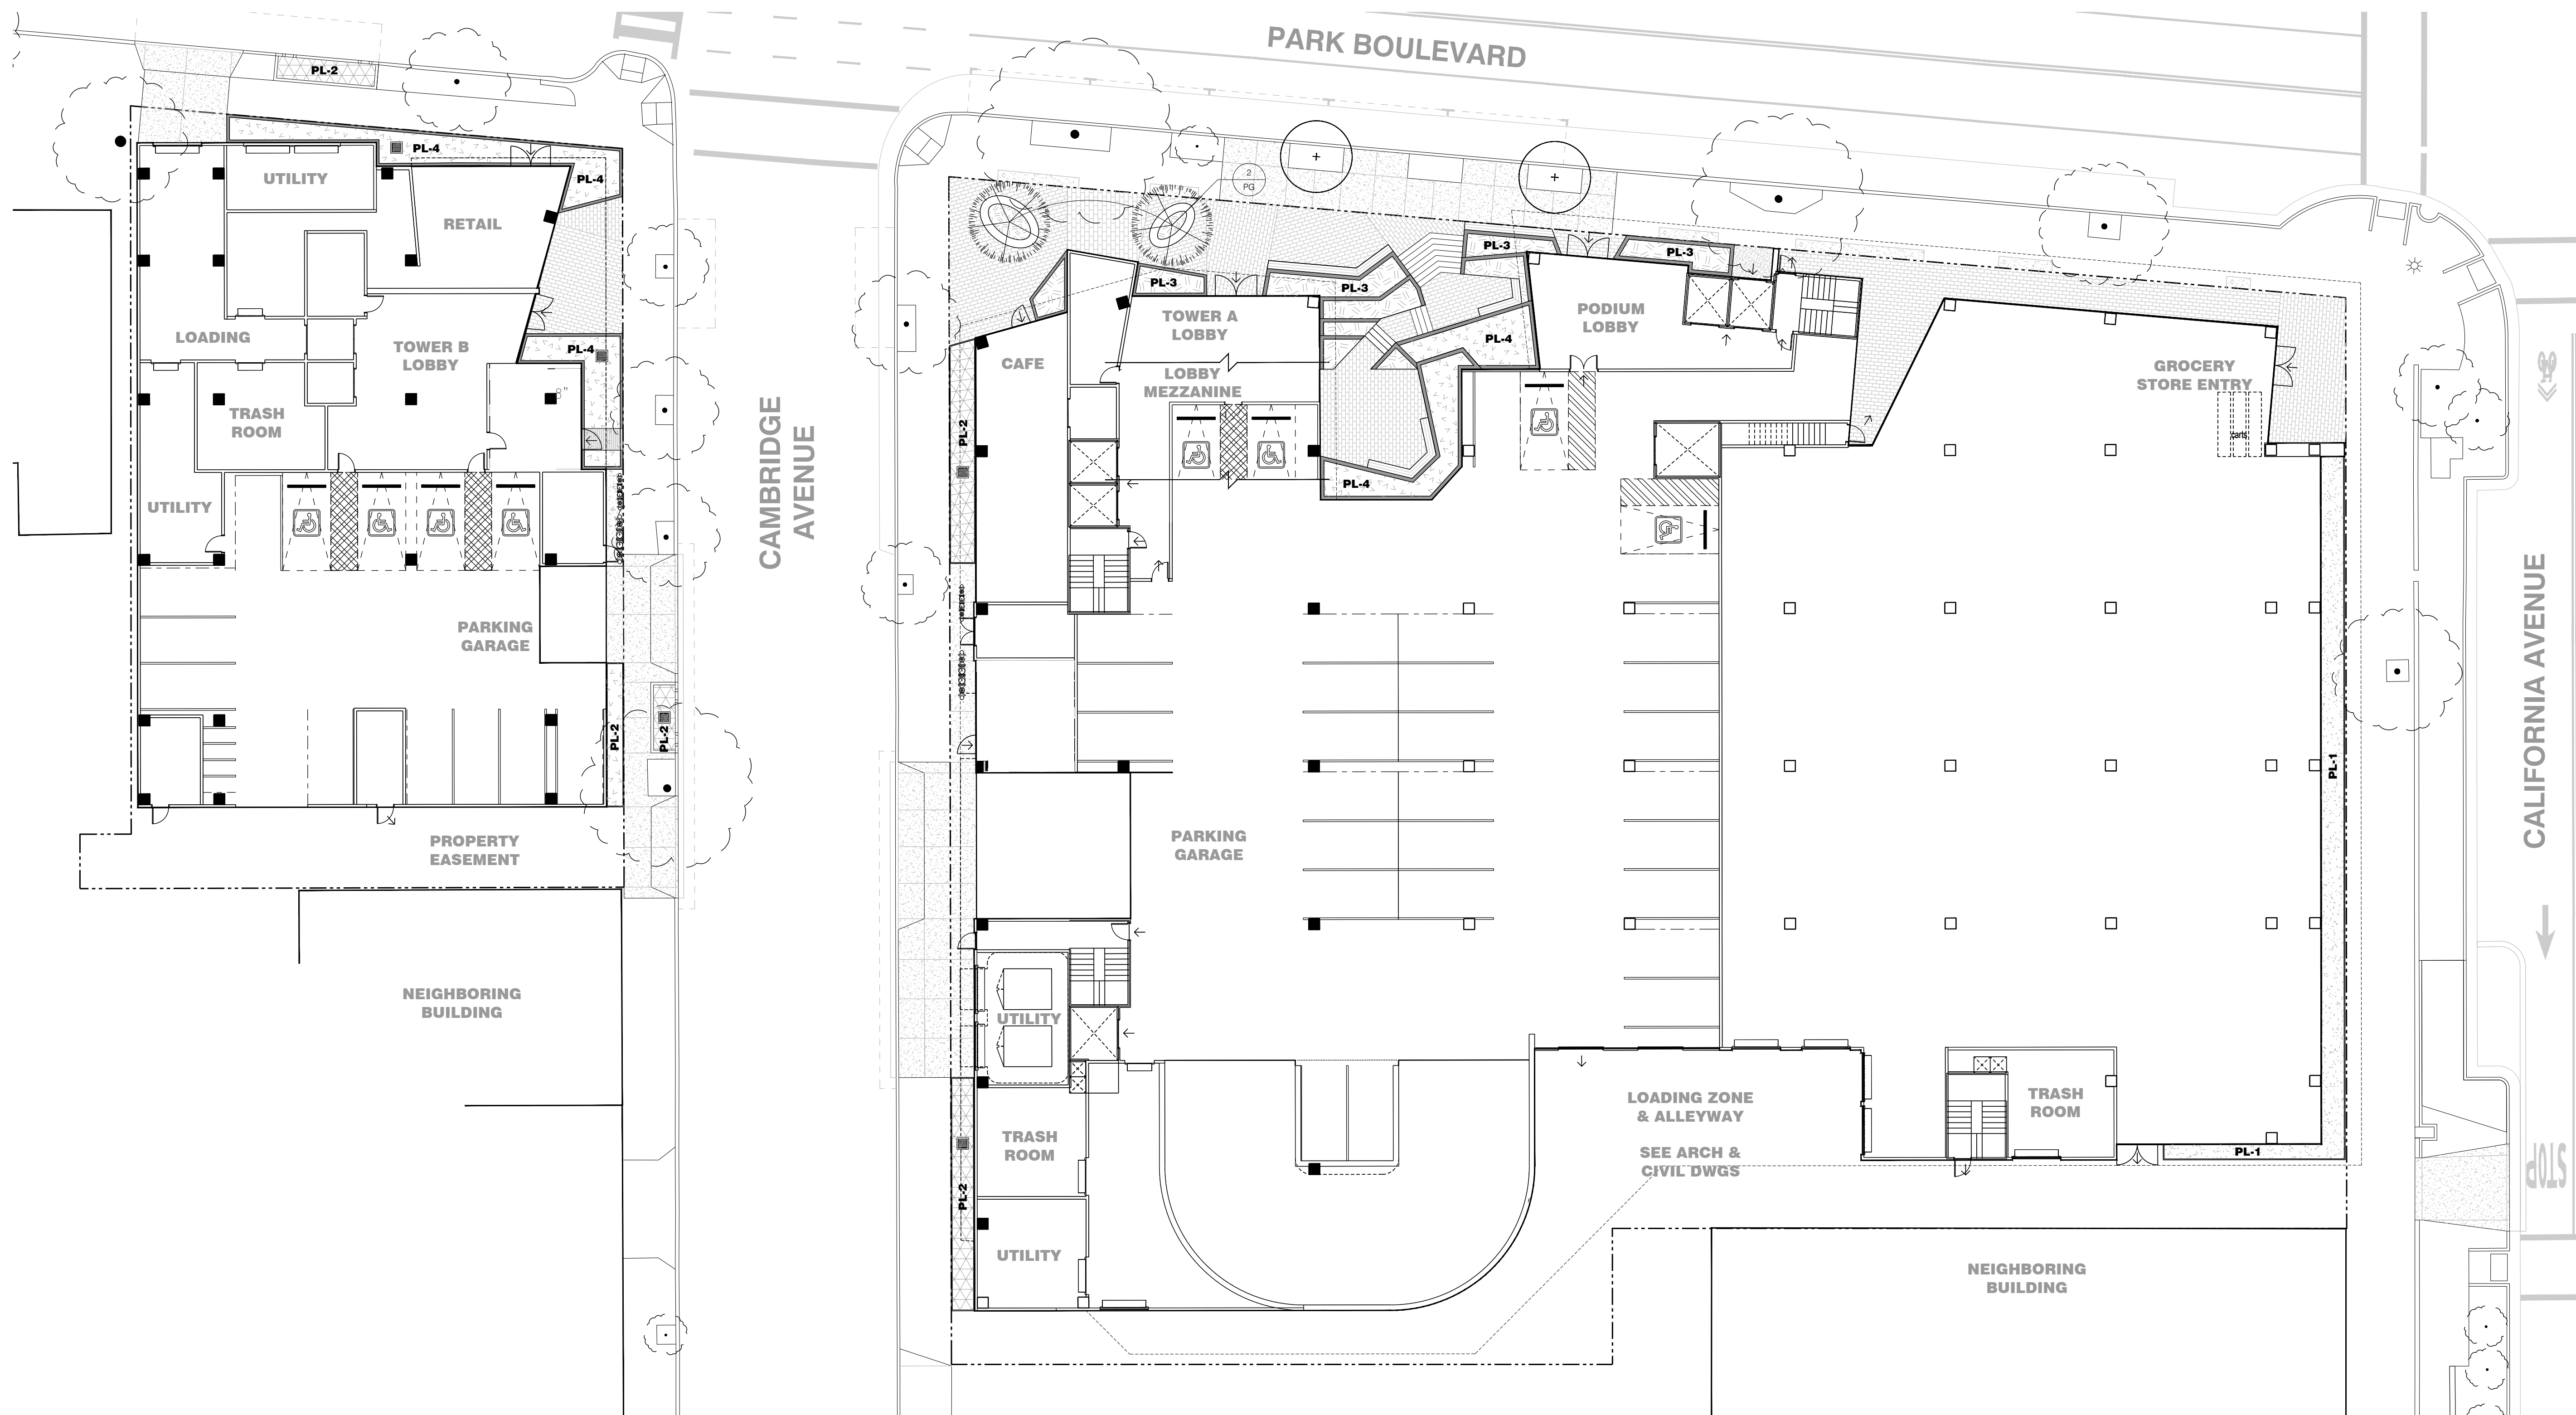 PARK BOULEVARD
PL-2
PL-4
PL-4
UTILITY
RETAIL
LOADING
TOWER B
LOBBY
PL-4
8"
TRASH
ROOM
UTILITY
PARKING
GARAGE
PL-2
PL-2
PROPERTY
EASEMENT
NEIGHBORING
BUILDING
CAMBRIDGE
AVENUE
2
PG
PL-3
PL-3
PL-3
PL-3
TOWER A
LOBBY
PODIUM
LOBBY
PL-4
CAFE
LOBBY
MEZZANINE
PL-2
PL-4
GROCERY
STORE ENTRY
carts
PARKING
GARAGE
PL-1
CALIFORNIA AVENUE
UTILITY
TRASH
ROOM
PL-2
UTILITY
LOADING ZONE
& ALLEYWAY
SEE ARCH &
CIVIL DWGS
TRASH
ROOM
PL-1
STOP
NEIGHBORING
BUILDING